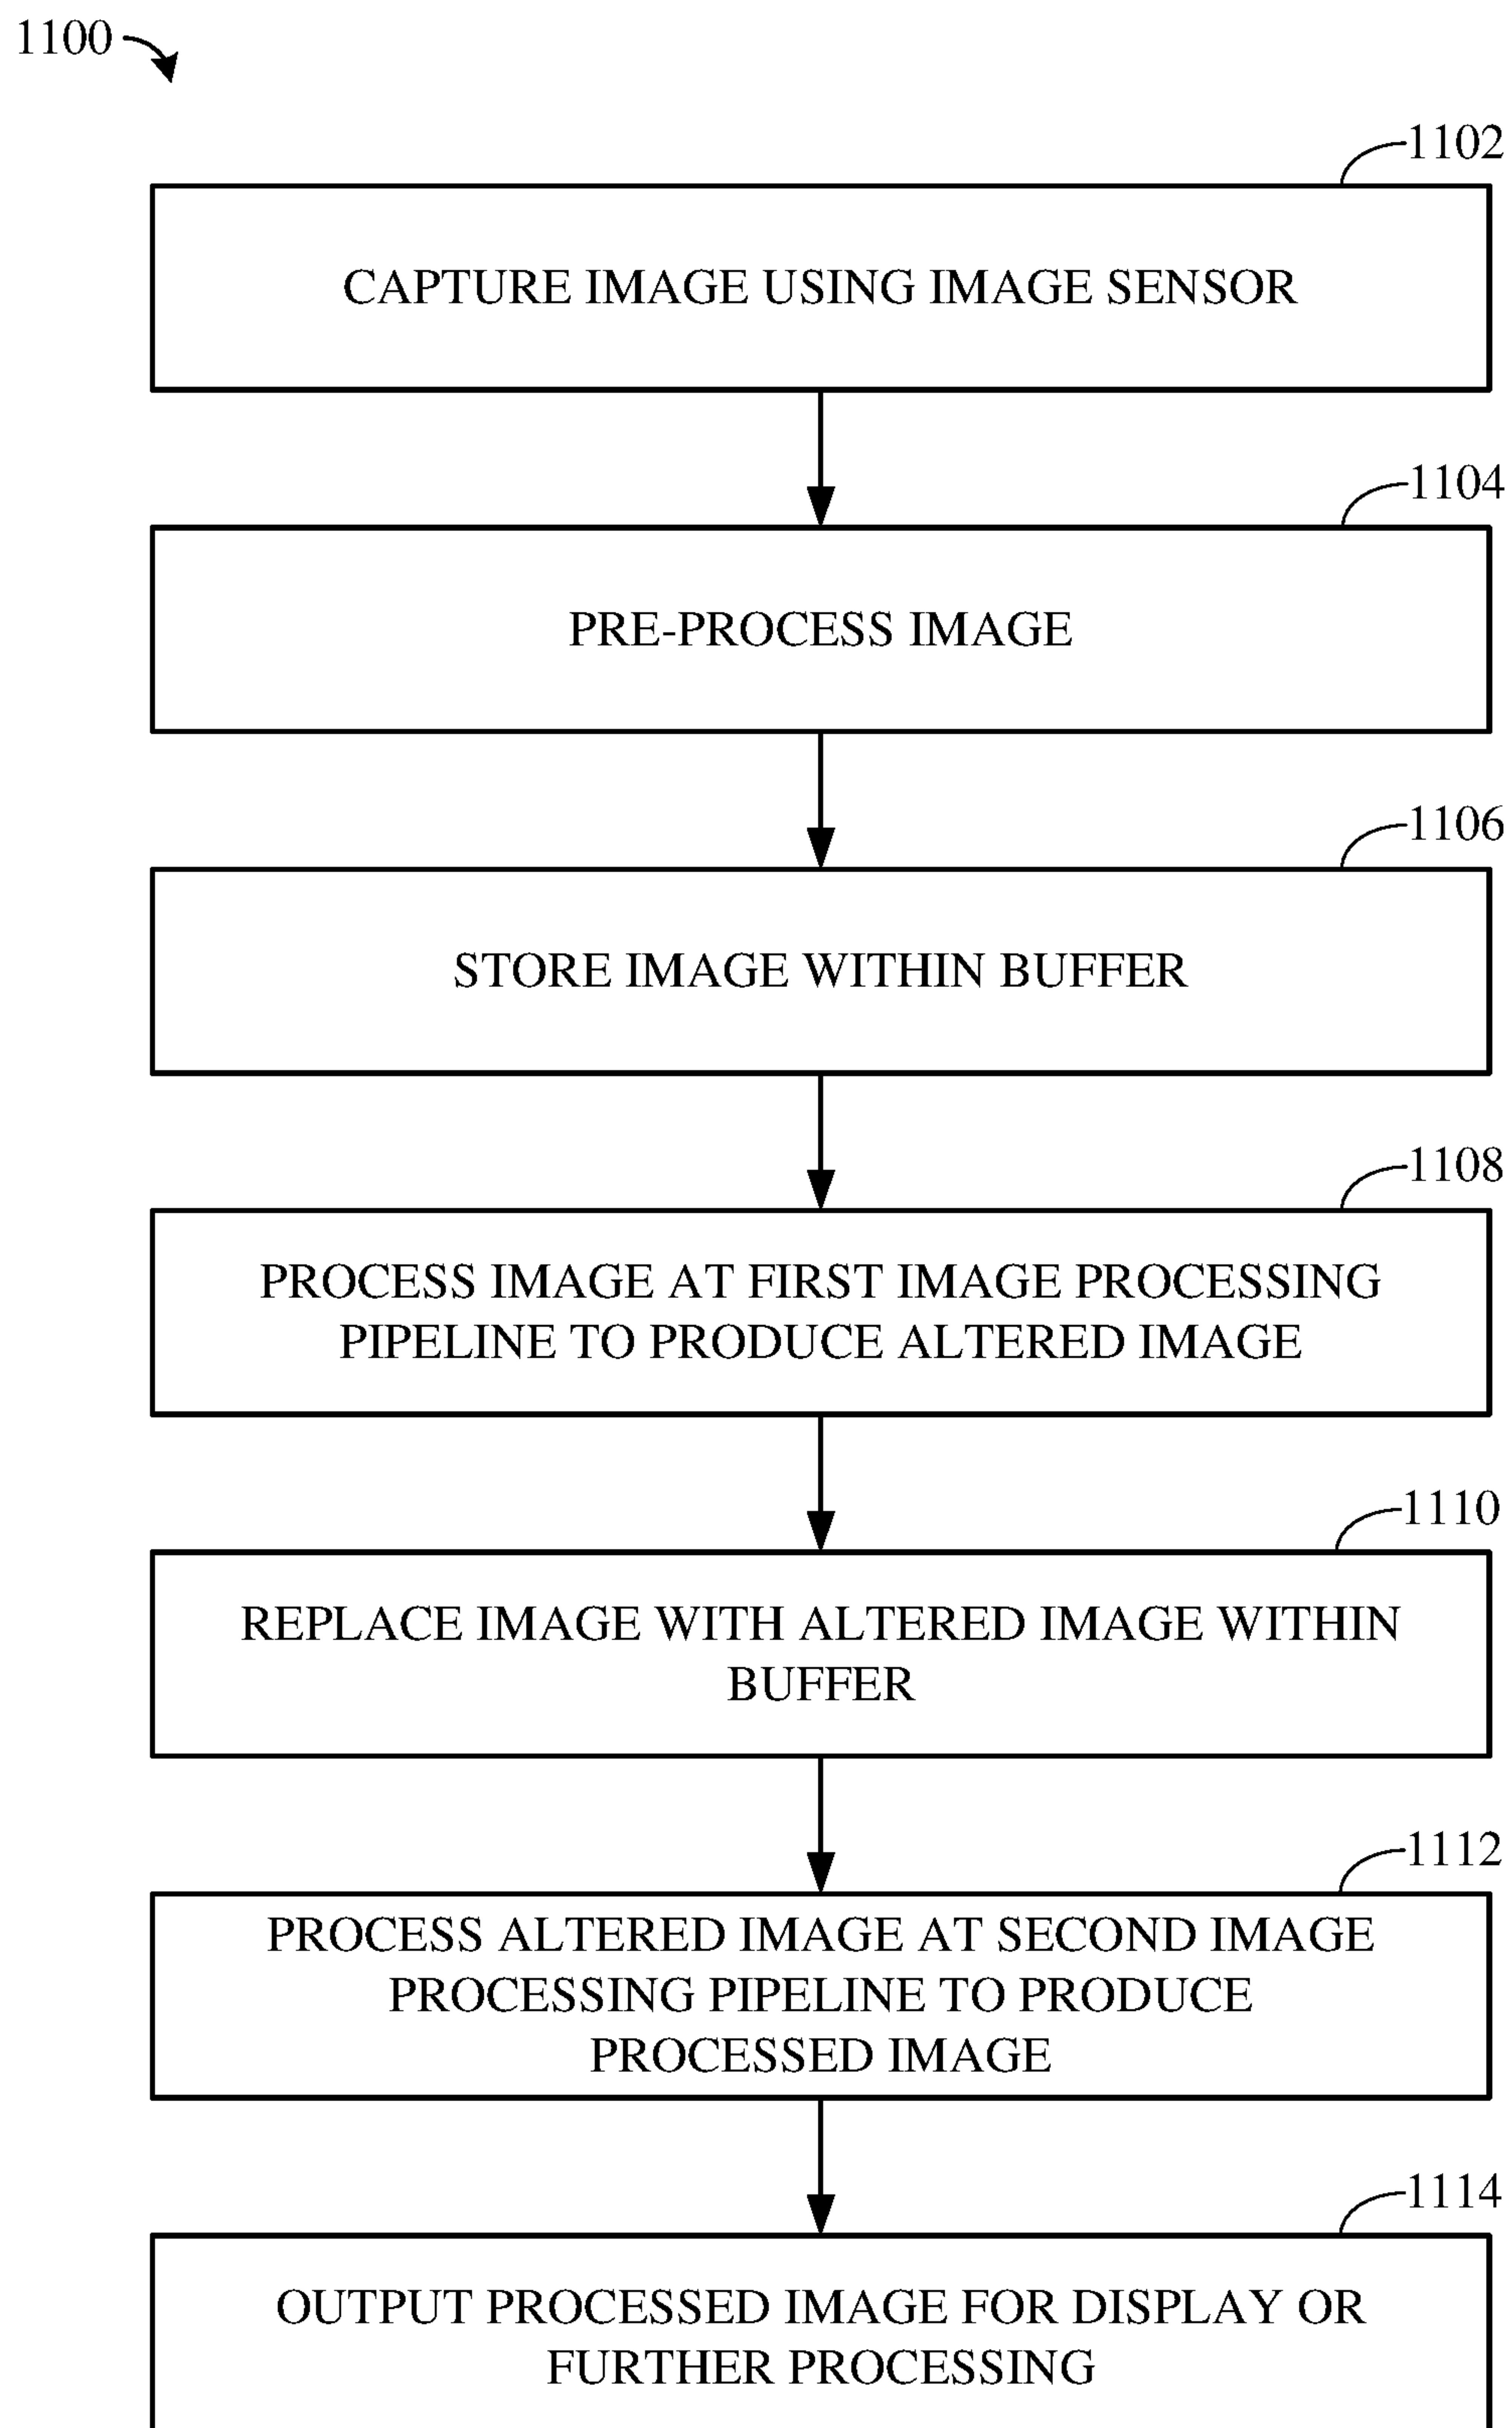 1100
1102
CAPTURE IMAGE USING IMAGE SENSOR
1104
PRE-PROCESS IMAGE
1106
STORE IMAGE WITHIN BUFFER
1108
PROCESS IMAGE AT FIRST IMAGE PROCESSING
PIPELINE TO PRODUCE ALTERED IMAGE
1110
REPLACE IMAGE WITH ALTERED IMAGE WITHIN
BUFFER
1112
PROCESS ALTERED IMAGE AT SECOND IMAGE
PROCESSING PIPELINE TO PRODUCE
PROCESSED IMAGE
1114
OUTPUT PROCESSED IMAGE FOR DISPLAY OR
FURTHER PROCESSING